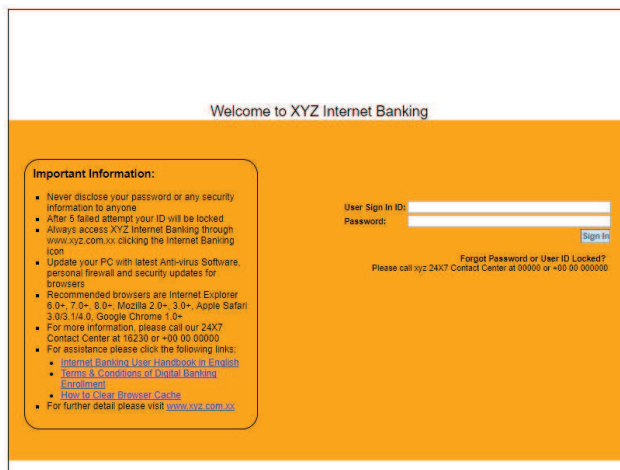 Welcome to XYZ Internet Banking
Important Information:
Never disclose your password or any security
information to anyone
After 5 failed attempt your ID will be locked
Always access XYZ Internet Banking through
www.xyz.com.xx clicking the Internet Banking
icon
Update your PC with latest Anti-virus Software,
personal firewall and security updates for
browsers
Recommended browsers are Internet Explorer
6.0+, 7.0+, 8.0+, Mozilla 2.0+, 3.0+, Apple Safari
3.0/3.1/4.0, Google Chrome 1.0+
For more information, please call our 24X7
Contact Center at 16230 or +00 00 00000
For assistance please click the following links:
Internet Banking User Handbook in English
Terms & Conditions of Digital Banking
Enrollment
How to Clear Browser Cache
For further detail please visit www.xyz.com.xx
User Sign In ID:
Password:
Sign In
Forgot Password or User ID Locked?
Please call xyz 24X7 Contact Center at 00000 or +00 00 000000